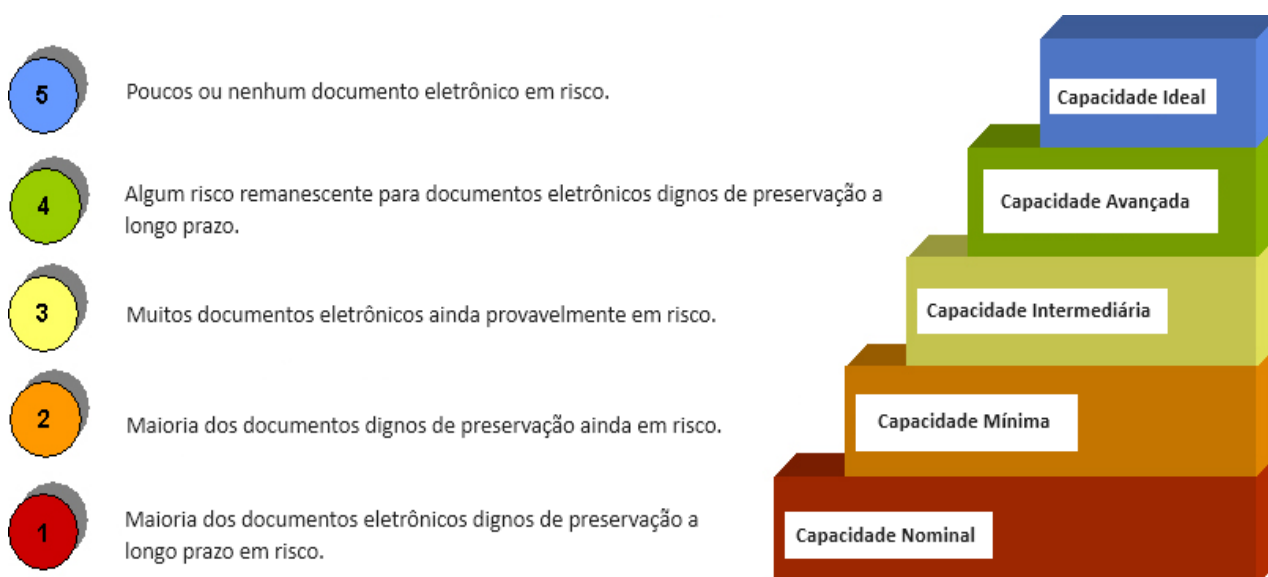 5
Poucos ou nenhum documento eletrônico em risco.
Capacidade Ideal
4
Algum risco remanescente para documentos eletrônicos dignos de preservação a
longo prazo.
Capacidade Avançada
3
Muitos documentos eletrônicos ainda provavelmente em risco.
Capacidade Intermediária
2
Maioria dos documentos dignos de preservação ainda em risco.
Capacidade Mínima
1
Maioria dos documentos eletrônicos dignos de preservação a
longo prazo em risco.
Capacidade Nominal